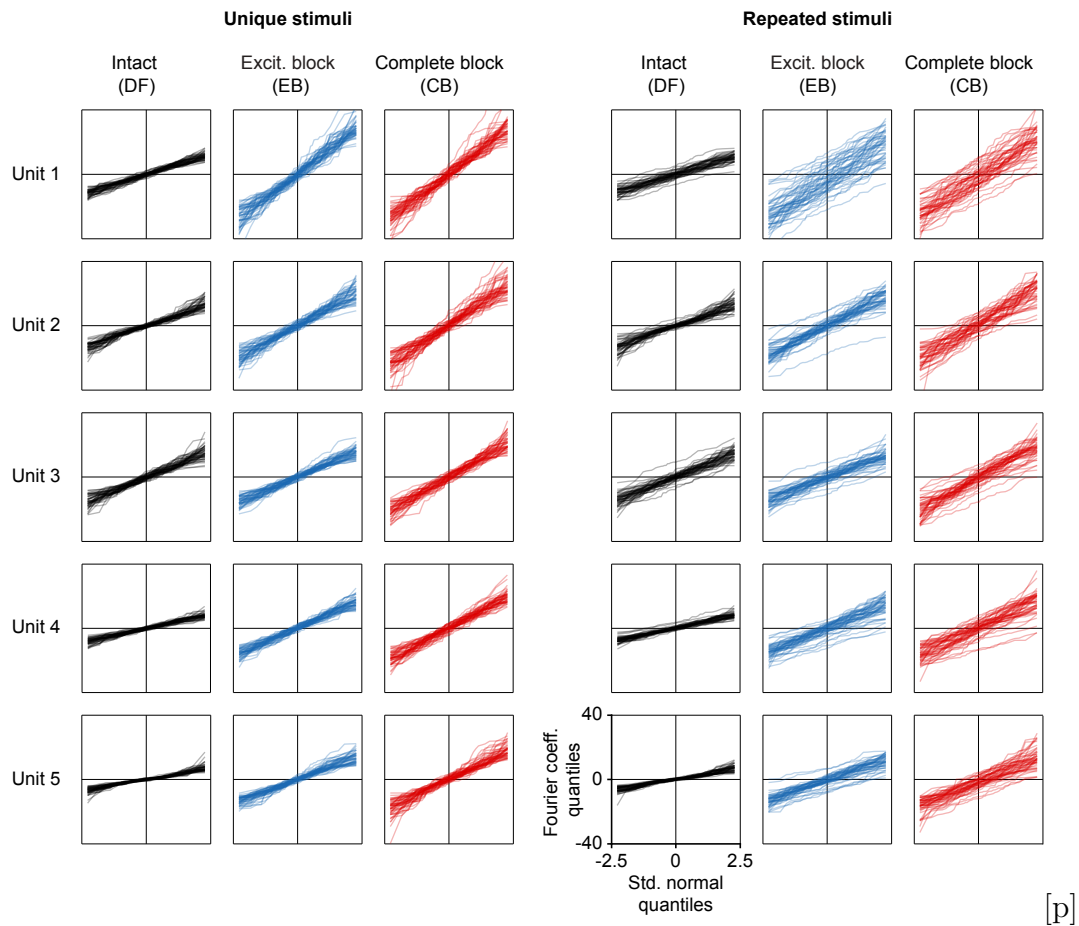 Unique stimuli
Repeated stimuli
Intact
(DF)
Excit. block
(EB)
Complete block
(CB)
Intact
(DF)
Excit. block
(EB)
Complete block
(CB)
Unit 1
Unit 2
Unit 3
Unit 4
Unit 5
Fourier coeff.
quantiles
40
0
-40
-2.5
0
2.5
Std. normal
quantiles
[p]